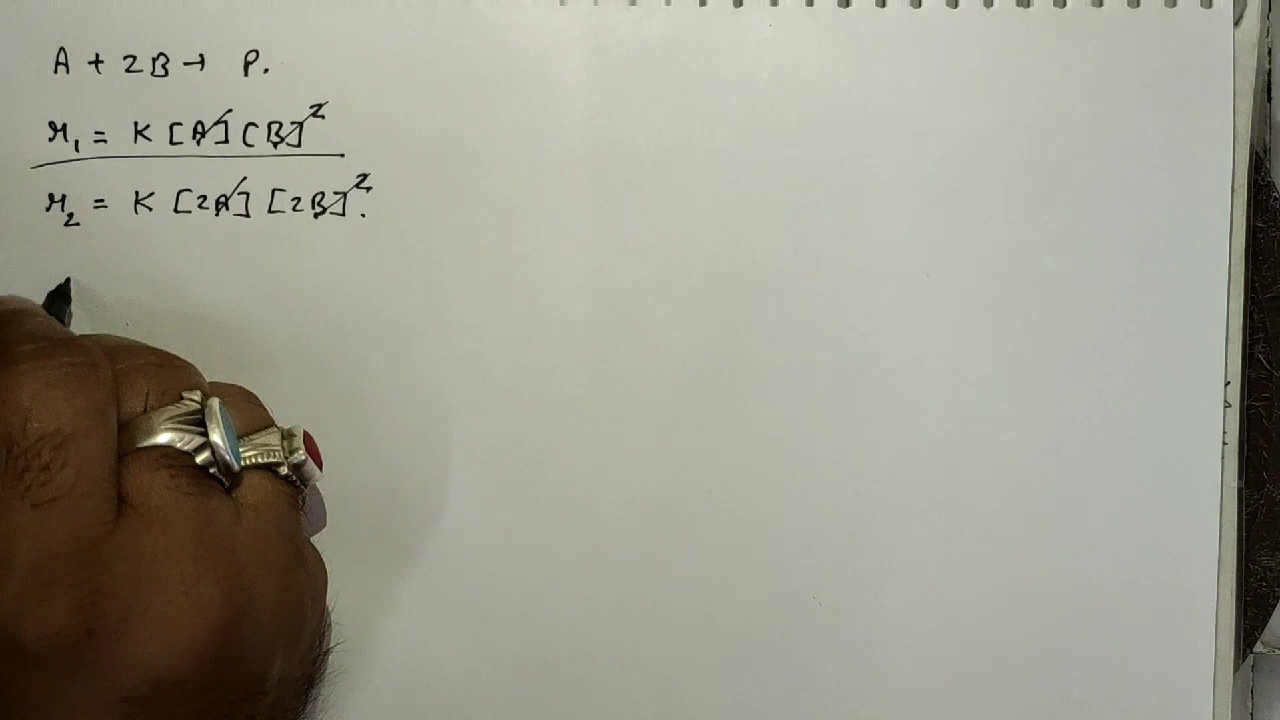 A + 2B → P.
r₁ = K [A] [B]²
r₂ = K [2A] [2B]².